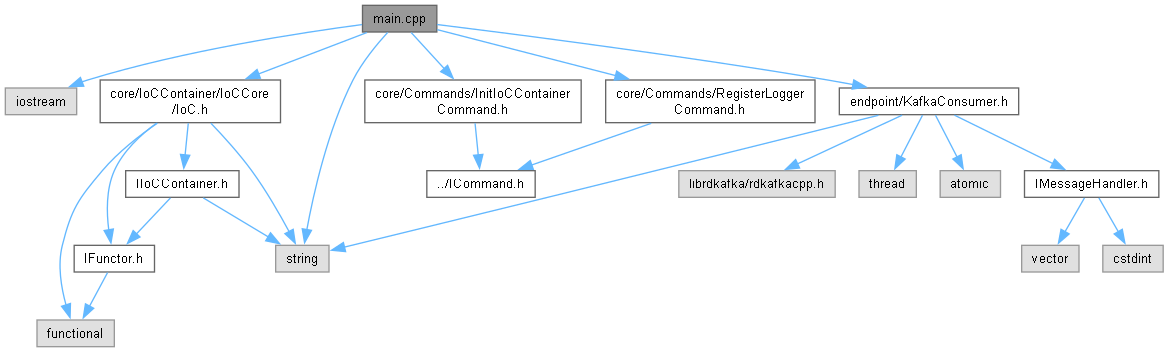 main.cpp
iostream
core/IoCContainer/IoCCore
/IoC.h
core/Commands/InitIoCContainer
Command.h
core/Commands/RegisterLogger
Command.h
endpoint/KafkaConsumer.h
IIoCContainer.h
../ICommand.h
librdkafka/rdkafkacpp.h
thread
atomic
IMessageHandler.h
IFunctor.h
string
vector
cstdint
functional